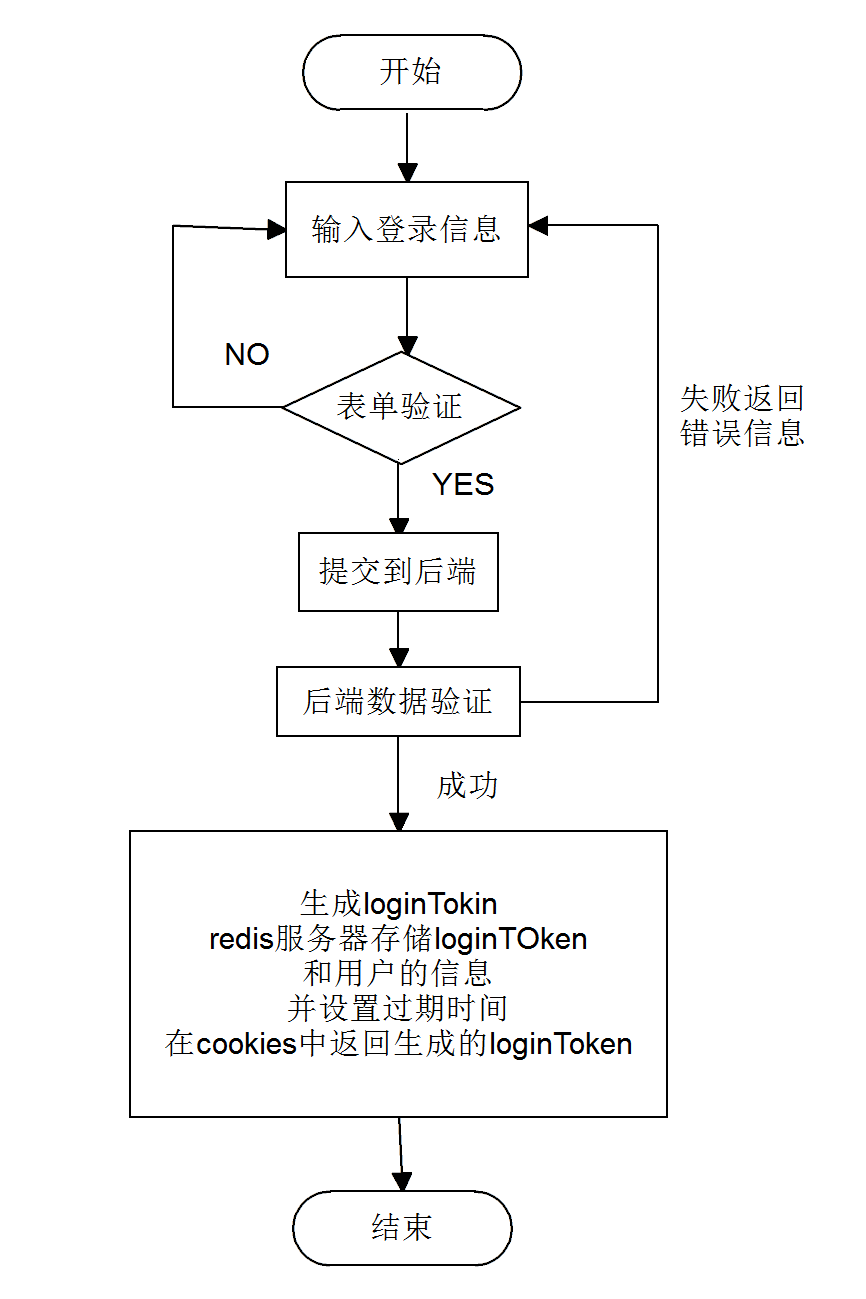 开始
输入登录信息
NO
表单验证
失败返回
错误信息
YES
提交到后端
后端数据验证
成功
生成loginTokin
redis服务器存储loginTOken
和用户的信息
并设置过期时间
在cookies中返回生成的loginToken
结束